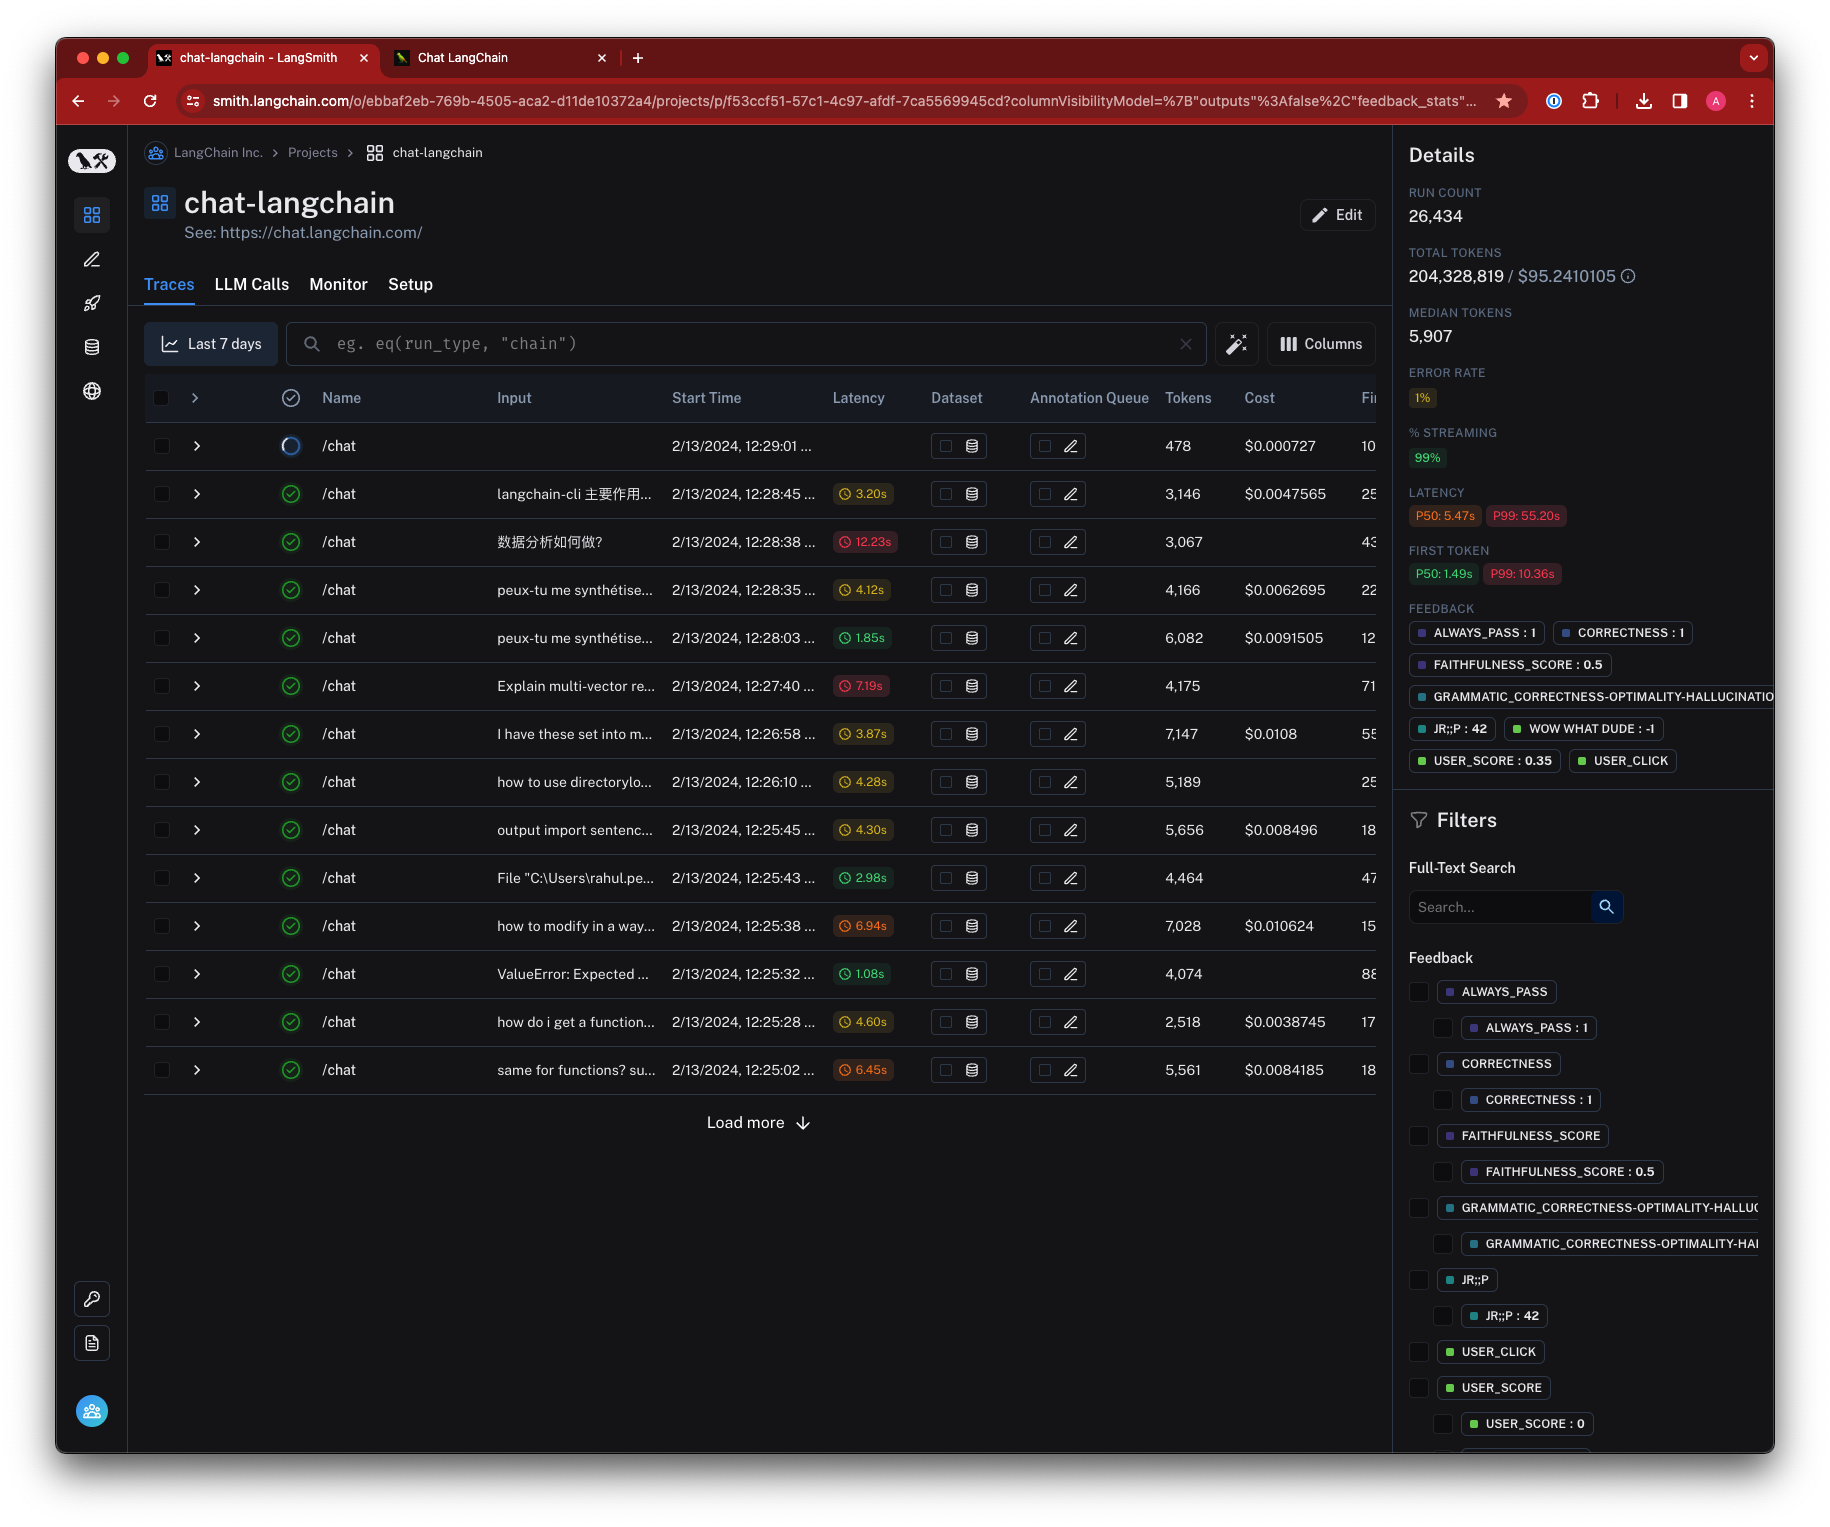 chat-langchain - LangSmith
Chat LangChain
smith.langchain.com/o/ebbaf2eb-769b-4505-aca2-d11de10372a4/projects/p/f53ccf51-57c1-4c97-afdf-7ca5569945cd?columnVisibilityModel=%7B"outputs"%3Afalse%2C"feedback_stats"...
A
LangChain Inc. > Projects > chat-langchain
chat-langchain
See: https://chat.langchain.com/
Edit
Traces LLM Calls Monitor Setup
Last 7 days
eg. eq(run_type, "chain")
Columns
Name Input Start Time Latency Dataset Annotation Queue Tokens Cost Fi
/chat 2/13/2024, 12:29:01 ... 478 $0.000727 10
/chat langchain-cli 主要作用... 2/13/2024, 12:28:45 ... 3.20s 3,146 $0.0047565 25
/chat 数据分析如何做? 2/13/2024, 12:28:38 ... 12.23s 3,067 43
/chat peux-tu me synthétise... 2/13/2024, 12:28:35 ... 4.12s 4,166 $0.0062695 22
/chat peux-tu me synthétise... 2/13/2024, 12:28:03 ... 1.85s 6,082 $0.0091505 12
/chat Explain multi-vector re... 2/13/2024, 12:27:40 ... 7.19s 4,175 71
/chat I have these set into m... 2/13/2024, 12:26:58 ... 3.87s 7,147 $0.0108 55
/chat how to use directorylo... 2/13/2024, 12:26:10 ... 4.28s 5,189 25
/chat output import sentenc... 2/13/2024, 12:25:45 ... 4.30s 5,656 $0.008496 18
/chat File "C:\Users\rahul.pe... 2/13/2024, 12:25:43 ... 2.98s 4,464 47
/chat how to modify in a way... 2/13/2024, 12:25:38 ... 6.94s 7,028 $0.010624 15
/chat ValueError: Expected ... 2/13/2024, 12:25:32 ... 1.08s 4,074 88
/chat how do i get a function... 2/13/2024, 12:25:28 ... 4.60s 2,518 $0.0038745 17
/chat same for functions? su... 2/13/2024, 12:25:02 ... 6.45s 5,561 $0.0084185 18
Load more
Details
RUN COUNT
26,434
TOTAL TOKENS
204,328,819 / $95.2410105
MEDIAN TOKENS
5,907
ERROR RATE
1%
% STREAMING
99%
LATENCY
P50: 5.47s P99: 55.20s
FIRST TOKEN
P50: 1.49s P99: 10.36s
FEEDBACK
ALWAYS_PASS : 1 CORRECTNESS : 1
FAITHFULNESS_SCORE : 0.5
GRAMMATIC_CORRECTNESS-OPTIMALITY-HALLUCINATIO
JR;;P : 42 WOW WHAT DUDE : -1
USER_SCORE : 0.35 USER_CLICK
Filters
Full-Text Search
Search...
Feedback
ALWAYS_PASS
ALWAYS_PASS : 1
CORRECTNESS
CORRECTNESS : 1
FAITHFULNESS_SCORE
FAITHFULNESS_SCORE : 0.5
GRAMMATIC_CORRECTNESS-OPTIMALITY-HALLUC
GRAMMATIC_CORRECTNESS-OPTIMALITY-HAL
JR;;P
JR;;P : 42
USER_CLICK
USER_SCORE
USER_SCORE : 0